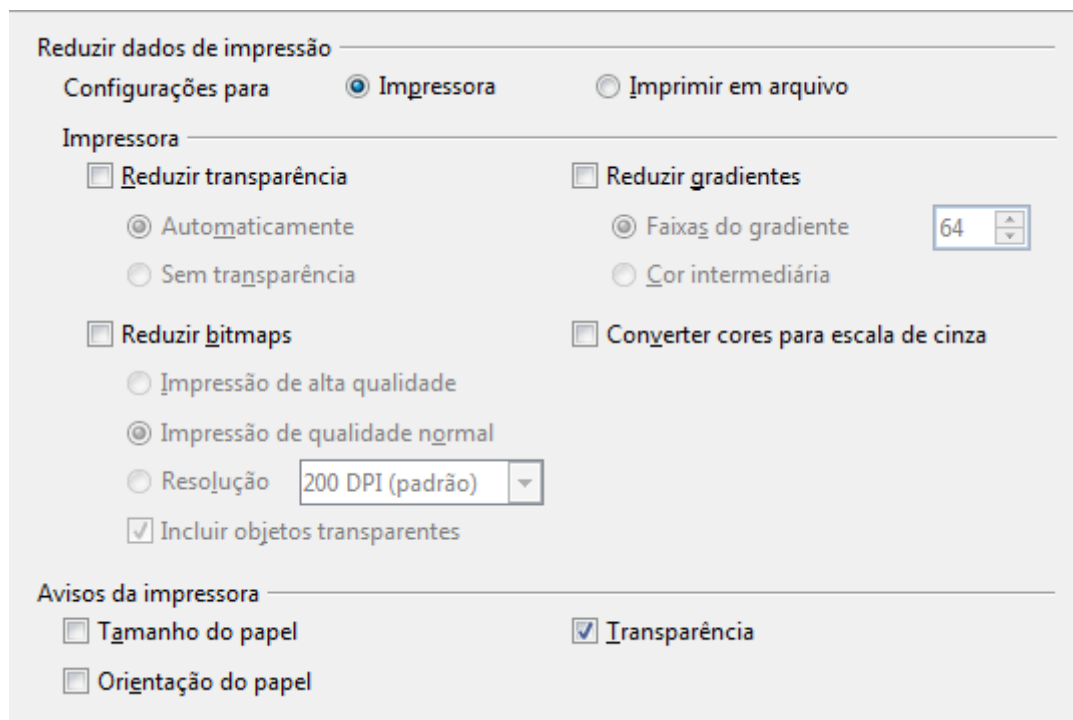 Reduzir dados de impressão
Configurações para Impressora Imprimir em arquivo
Impressora
Reduzir transparência Reduzir gradientes
Automaticamente Faixas do gradiente 64
Sem transparência Cor intermediária
Reduzir bitmaps Converter cores para escala de cinza
Impressão de alta qualidade
Impressão de qualidade normal
Resolução 200 DPI (padrão)
Incluir objetos transparentes
Avisos da impressora
Tamanho do papel Transparência
Orientação do papel